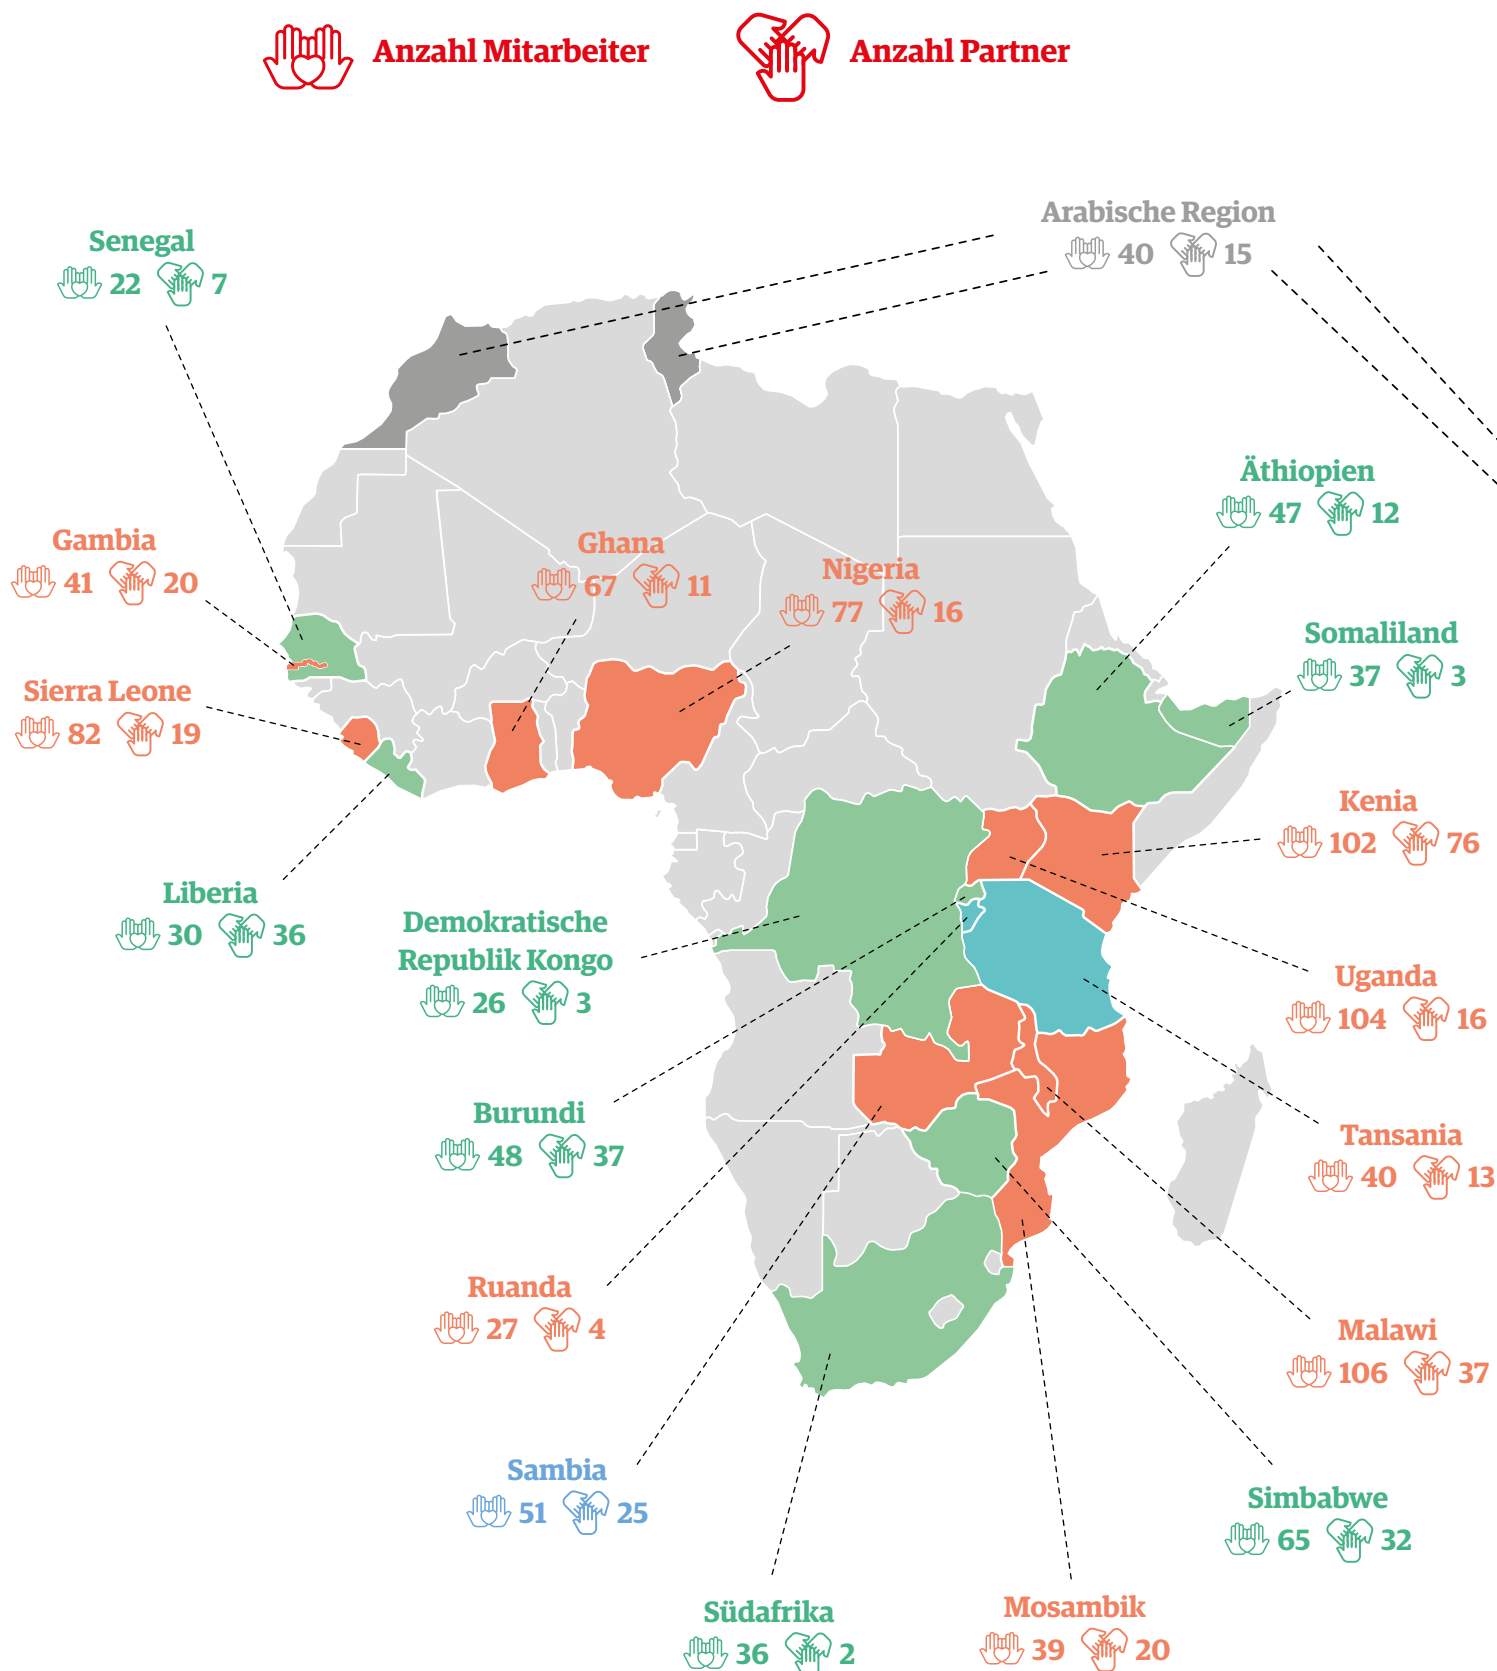 Anzahl Mitarbeiter
Anzahl Partner
Arabische Region
40 15
Senegal
22 7
Äthiopien
47 12
Gambia
41 20
Ghana
67 11
Nigeria
77 16
Somaliland
37 3
Sierra Leone
82 19
Kenia
102 76
Liberia
30 36
Demokratische
Republik Kongo
26 3
Uganda
104 16
Burundi
48 37
Tansania
40 13
Ruanda
27 4
Malawi
106 37
Sambia
51 25
Simbabwe
65 32
Südafrika
36 2
Mosambik
39 20